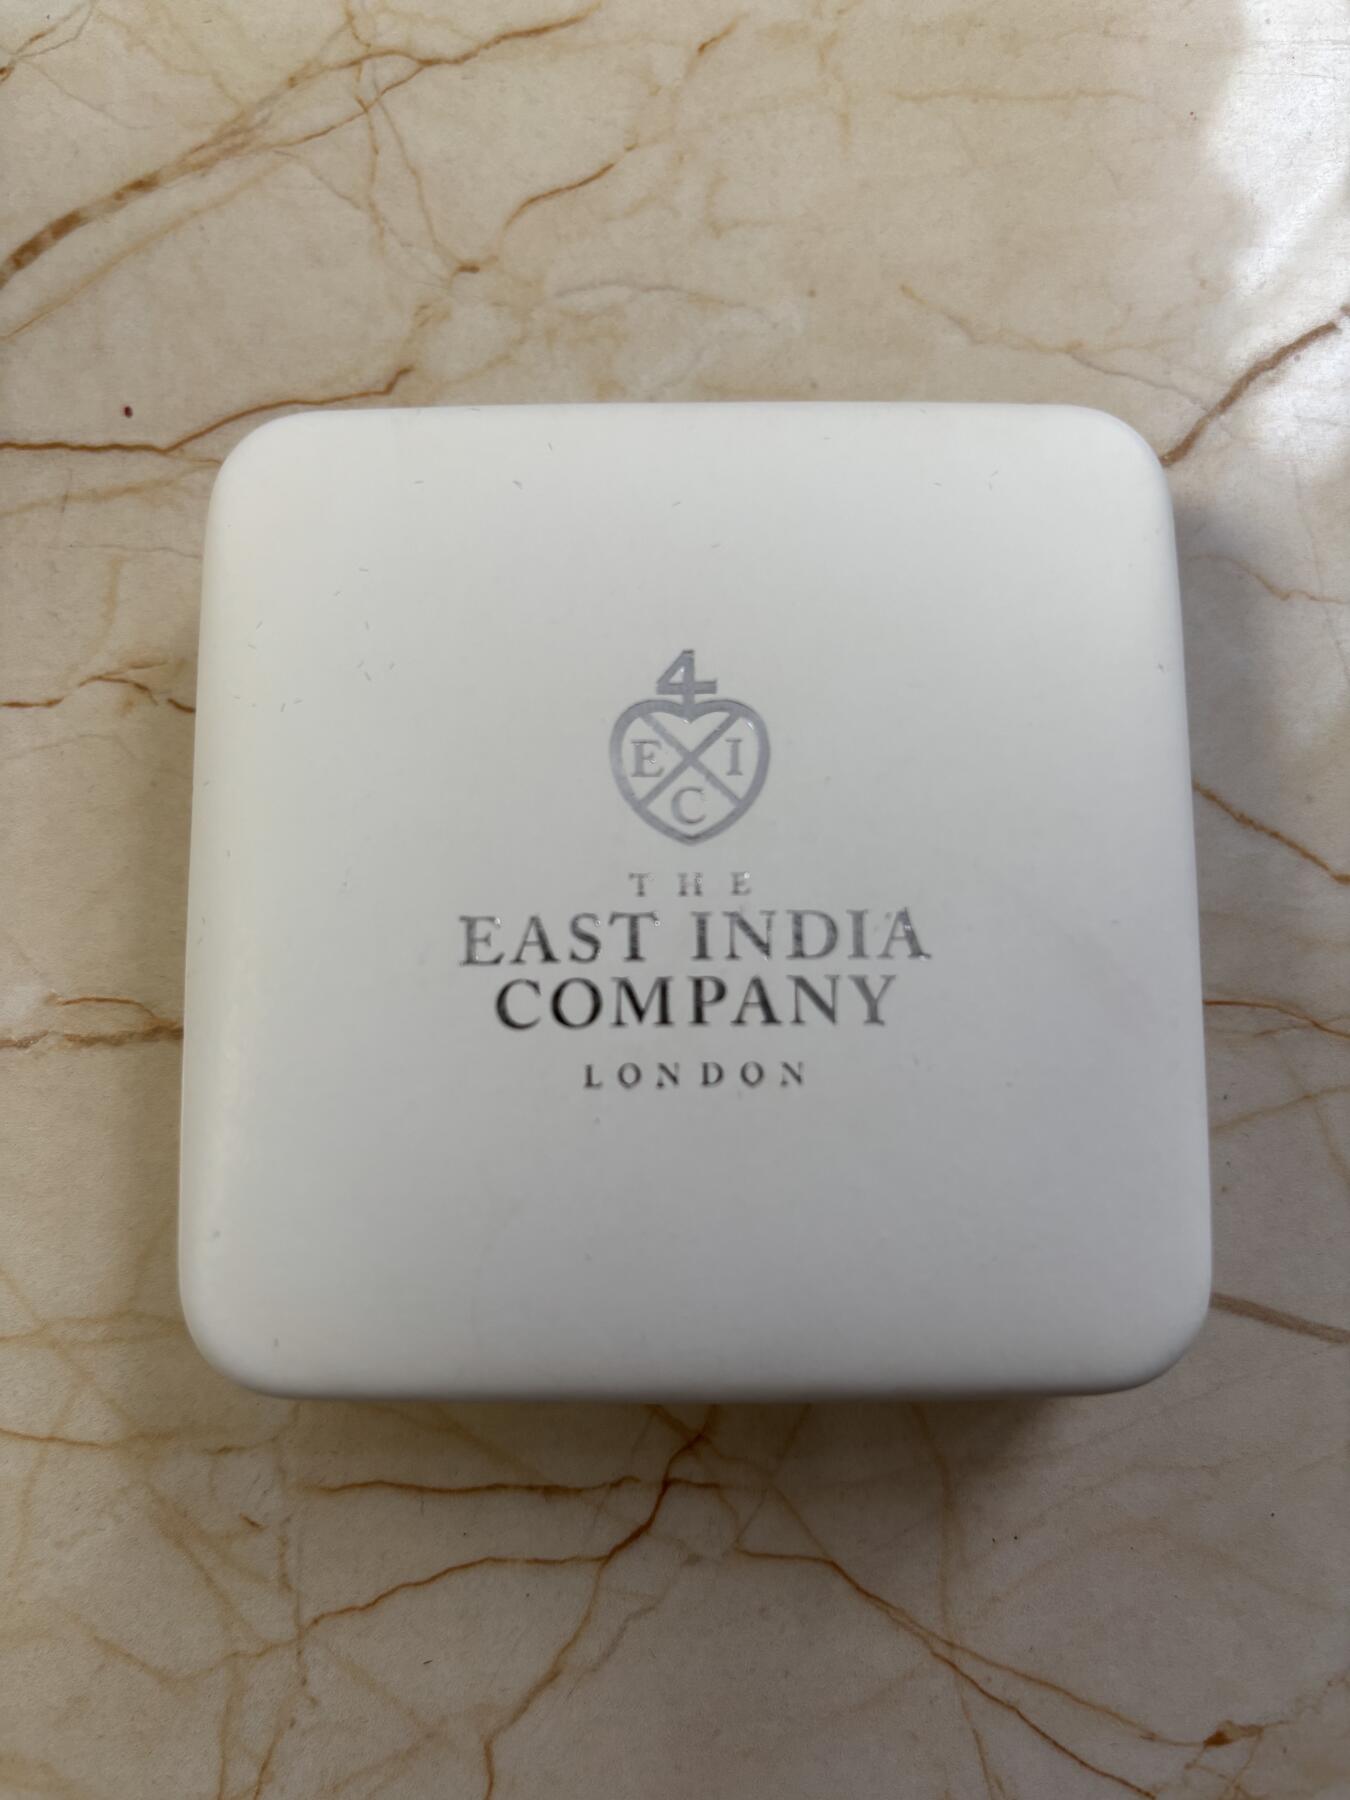 4
E I
C
THE
EAST INDIA
COMPANY
LONDON